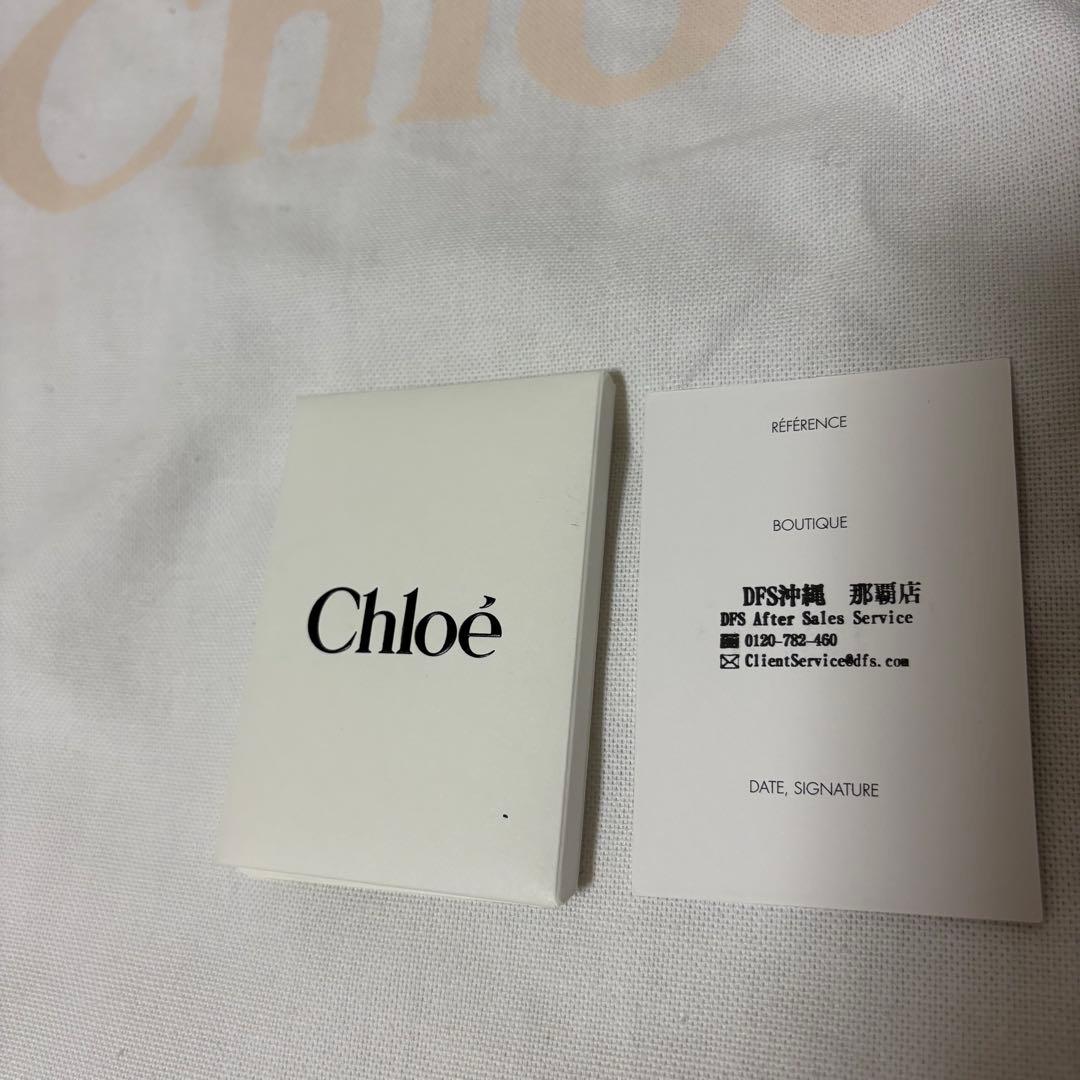 Chloé
Chloé
RÉFÉRENCE
BOUTIQUE
DFS沖縄 那覇店
DFS After Sales Service
0120-782-460
ClientService@dfs.com
DATE, SIGNATURE